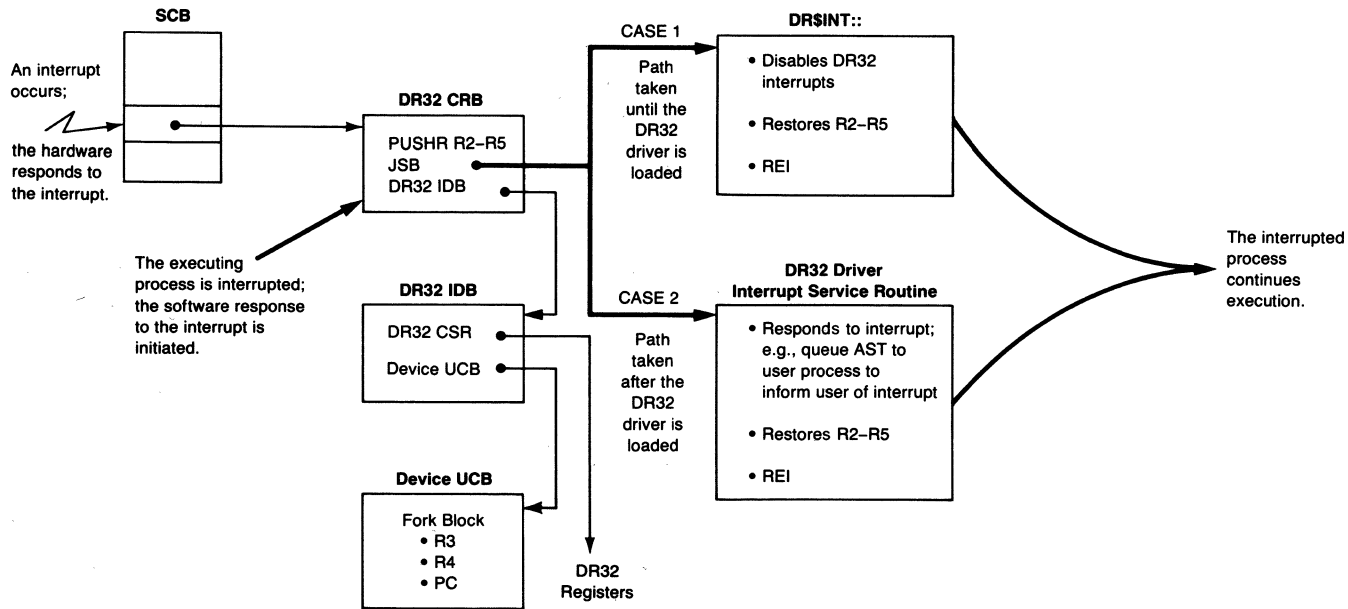 SCB
An interrupt
occurs;
the hardware
responds to
the interrupt.
DR32 CRB
PUSHR R2–R5
JSB
DR32 IDB
The executing
process is interrupted;
the software response
to the interrupt is
initiated.
DR32 IDB
DR32 CSR
Device UCB
Device UCB
Fork Block
• R3
• R4
• PC
DR32
Registers
CASE 1
Path
taken
until the
DR32
driver is
loaded
DR$INT::
• Disables DR32
interrupts
• Restores R2–R5
• REI
CASE 2
Path
taken
after the
DR32
driver is
loaded
DR32 Driver
Interrupt Service Routine
• Responds to interrupt;
e.g., queue AST to
user process to
inform user of interrupt
• Restores R2–R5
• REI
The interrupted
process
continues
execution.